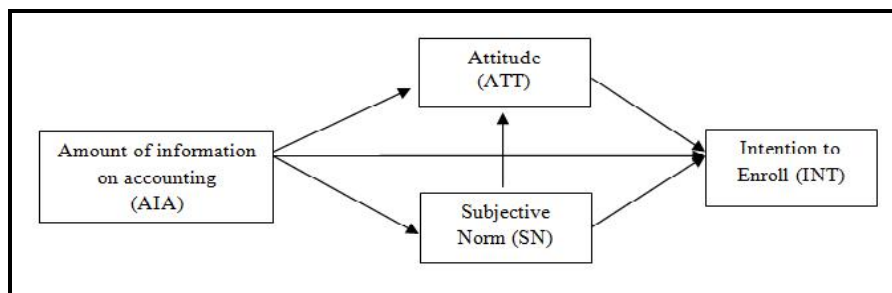 Attitude
(ATT)
Amount of information
on accounting
(AIA)
Intention to
Enroll (INT)
Subjective
Norm (SN)